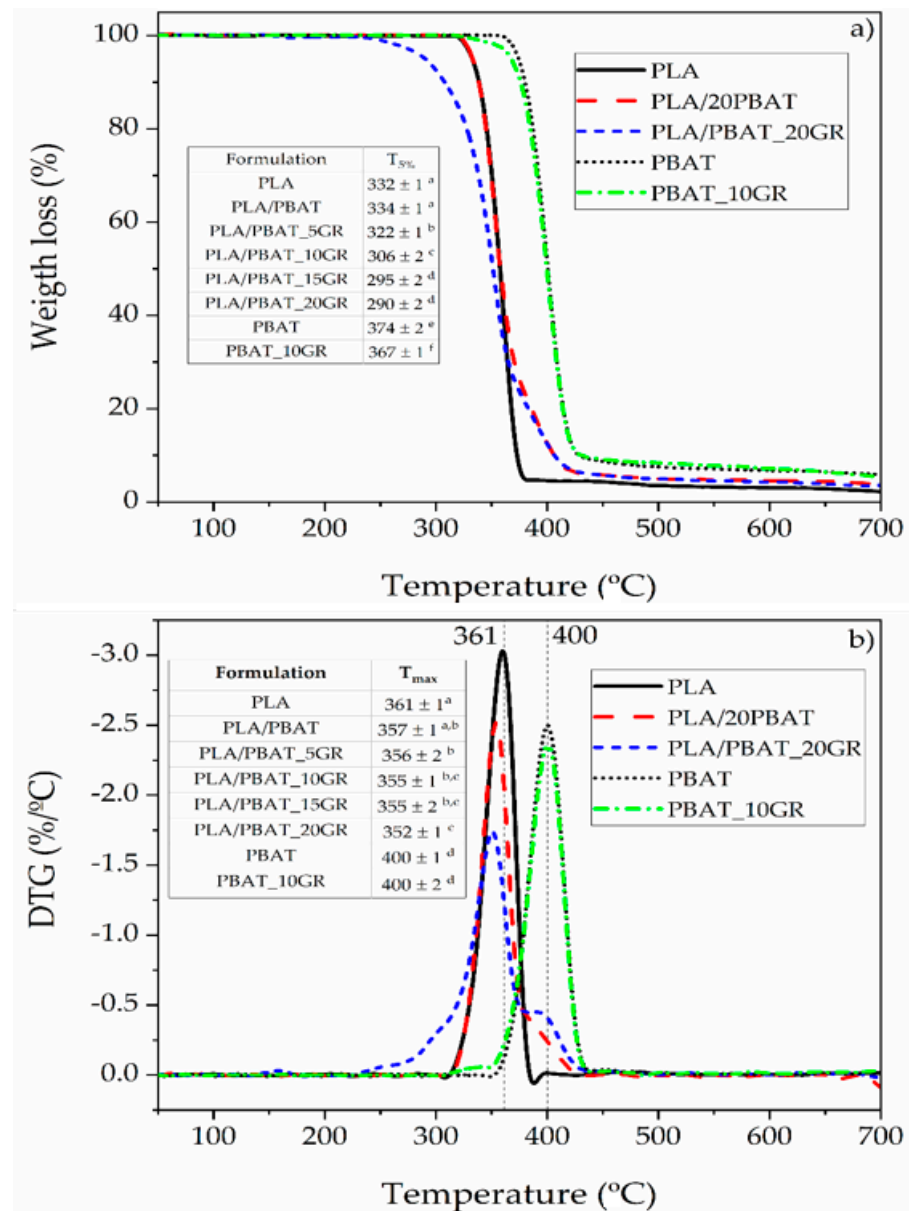 a)
100
80
60
40
20
0
Weigth loss (%)
PLA
PLA/20PBAT
PLA/PBAT_20GR
PBAT
PBAT_10GR
Formulation T5%
PLA 332 ± 1 a
PLA/PBAT 334 ± 1 a
PLA/PBAT_5GR 322 ± 1 b
PLA/PBAT_10GR 306 ± 2 c
PLA/PBAT_15GR 295 ± 2 d
PLA/PBAT_20GR 290 ± 2 d
PBAT 374 ± 2 e
PBAT_10GR 367 ± 1 f
100 200 300 400 500 600 700
Temperature (ºC)
361 400 b)
-3.0
-2.5
-2.0
-1.5
-1.0
-0.5
0.0
DTG (%/ºC)
Formulation Tmax
PLA 361 ± 1 a
PLA/PBAT 357 ± 1 a,b
PLA/PBAT_5GR 356 ± 2 b
PLA/PBAT_10GR 355 ± 1 b,c
PLA/PBAT_15GR 355 ± 2 b,c
PLA/PBAT_20GR 352 ± 1 c
PBAT 400 ± 1 d
PBAT_10GR 400 ± 2 d
PLA
PLA/20PBAT
PLA/PBAT_20GR
PBAT
PBAT_10GR
100 200 300 400 500 600 700
Temperature (ºC)